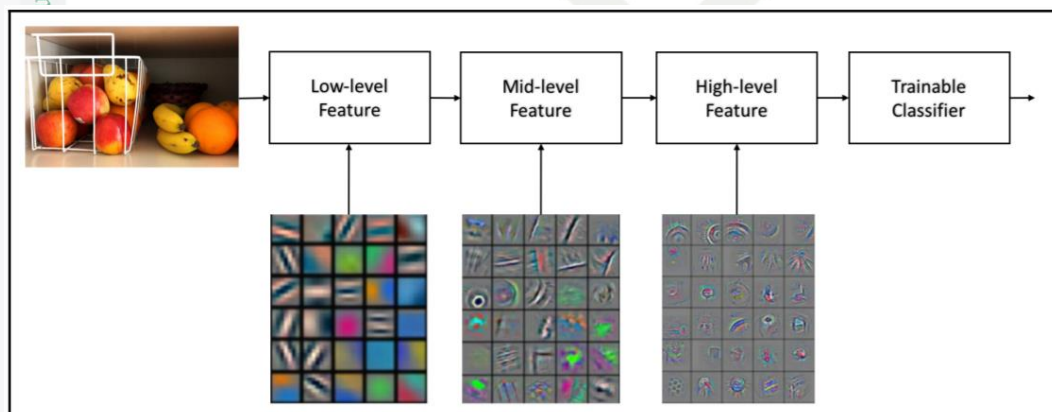 Low-level
Feature
Mid-level
Feature
High-level
Feature
Trainable
Classifier